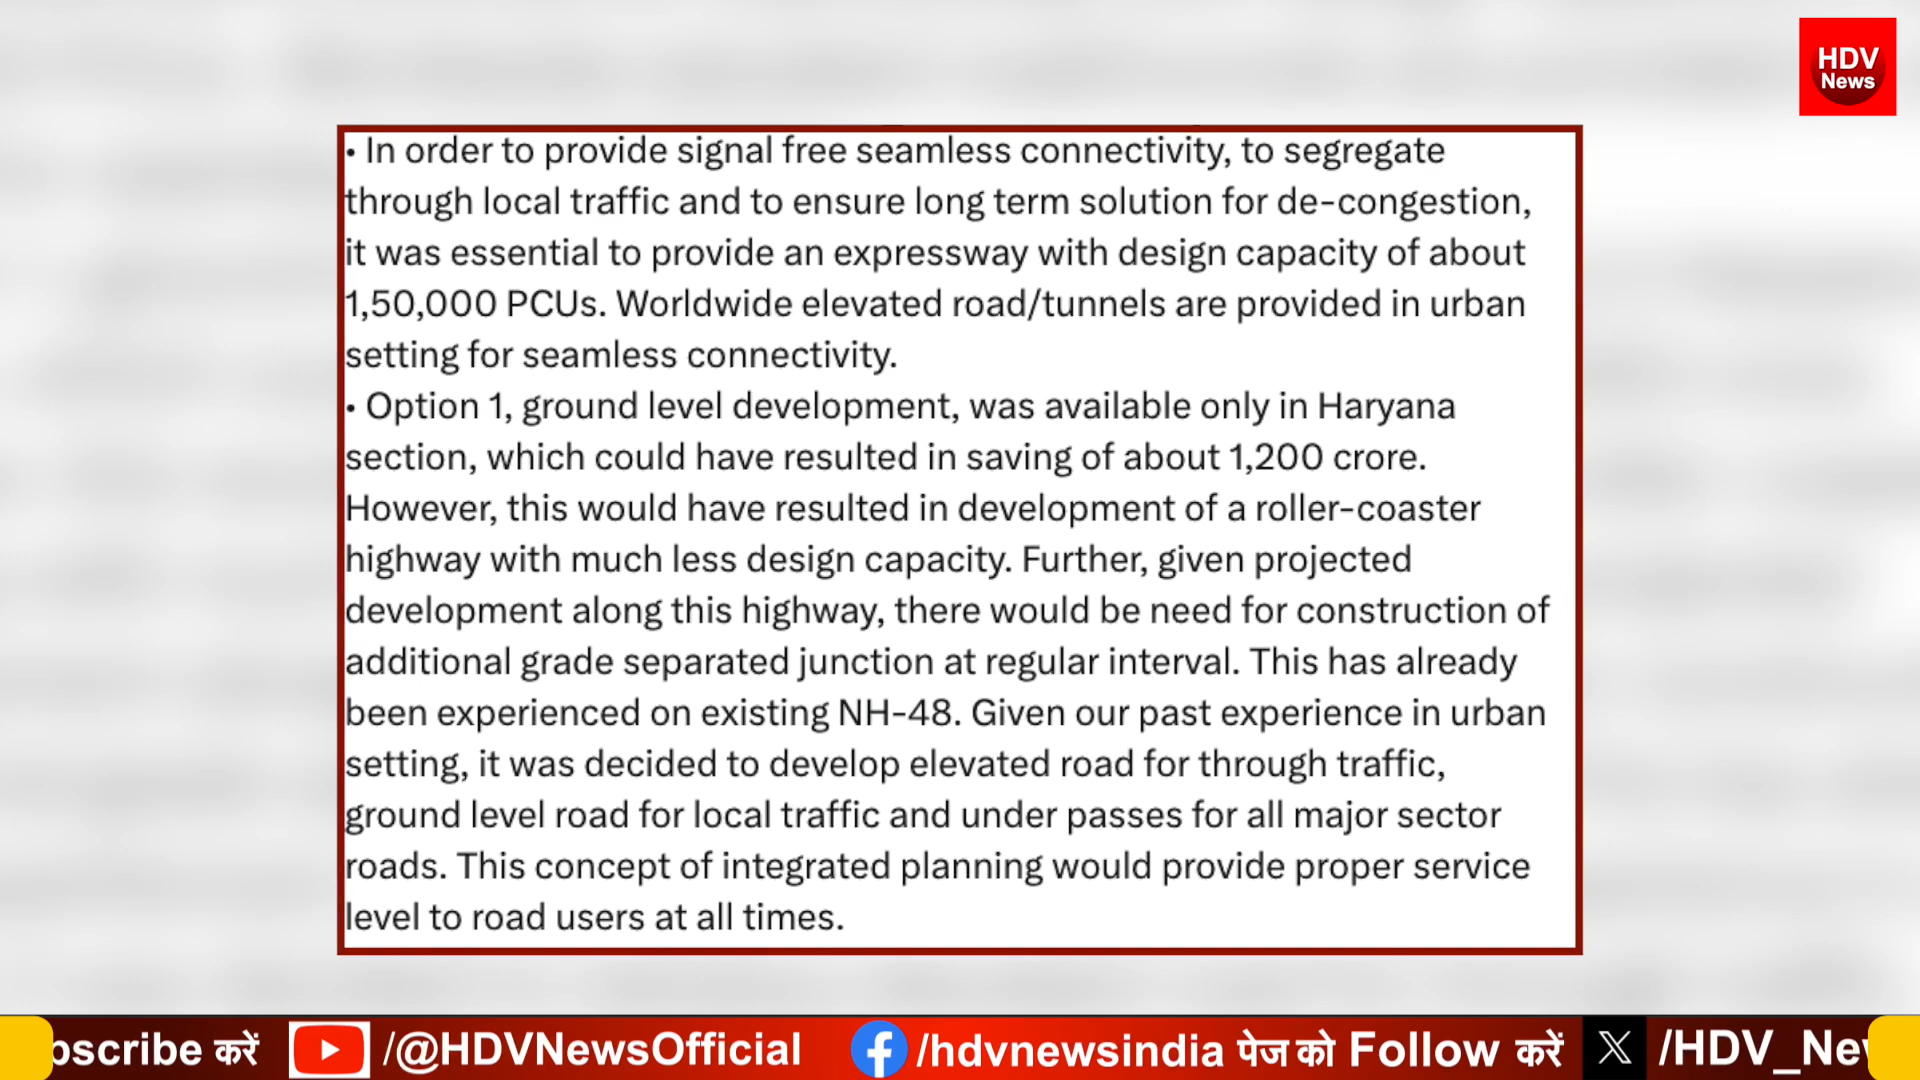 HDV
News
• In order to provide signal free seamless connectivity, to segregate
through local traffic and to ensure long term solution for de-congestion,
it was essential to provide an expressway with design capacity of about
1,50,000 PCUs. Worldwide elevated road/tunnels are provided in urban
setting for seamless connectivity.
• Option 1, ground level development, was available only in Haryana
section, which could have resulted in saving of about 1,200 crore.
However, this would have resulted in development of a roller-coaster
highway with much less design capacity. Further, given projected
development along this highway, there would be need for construction of
additional grade separated junction at regular interval. This has already
been experienced on existing NH-48. Given our past experience in urban
setting, it was decided to develop elevated road for through traffic,
ground level road for local traffic and under passes for all major sector
roads. This concept of integrated planning would provide proper service
level to road users at all times.
bscribe करें /@HDVNewsOfficial /hdvnewsindia पेज को Follow करें X /HDV_Ne